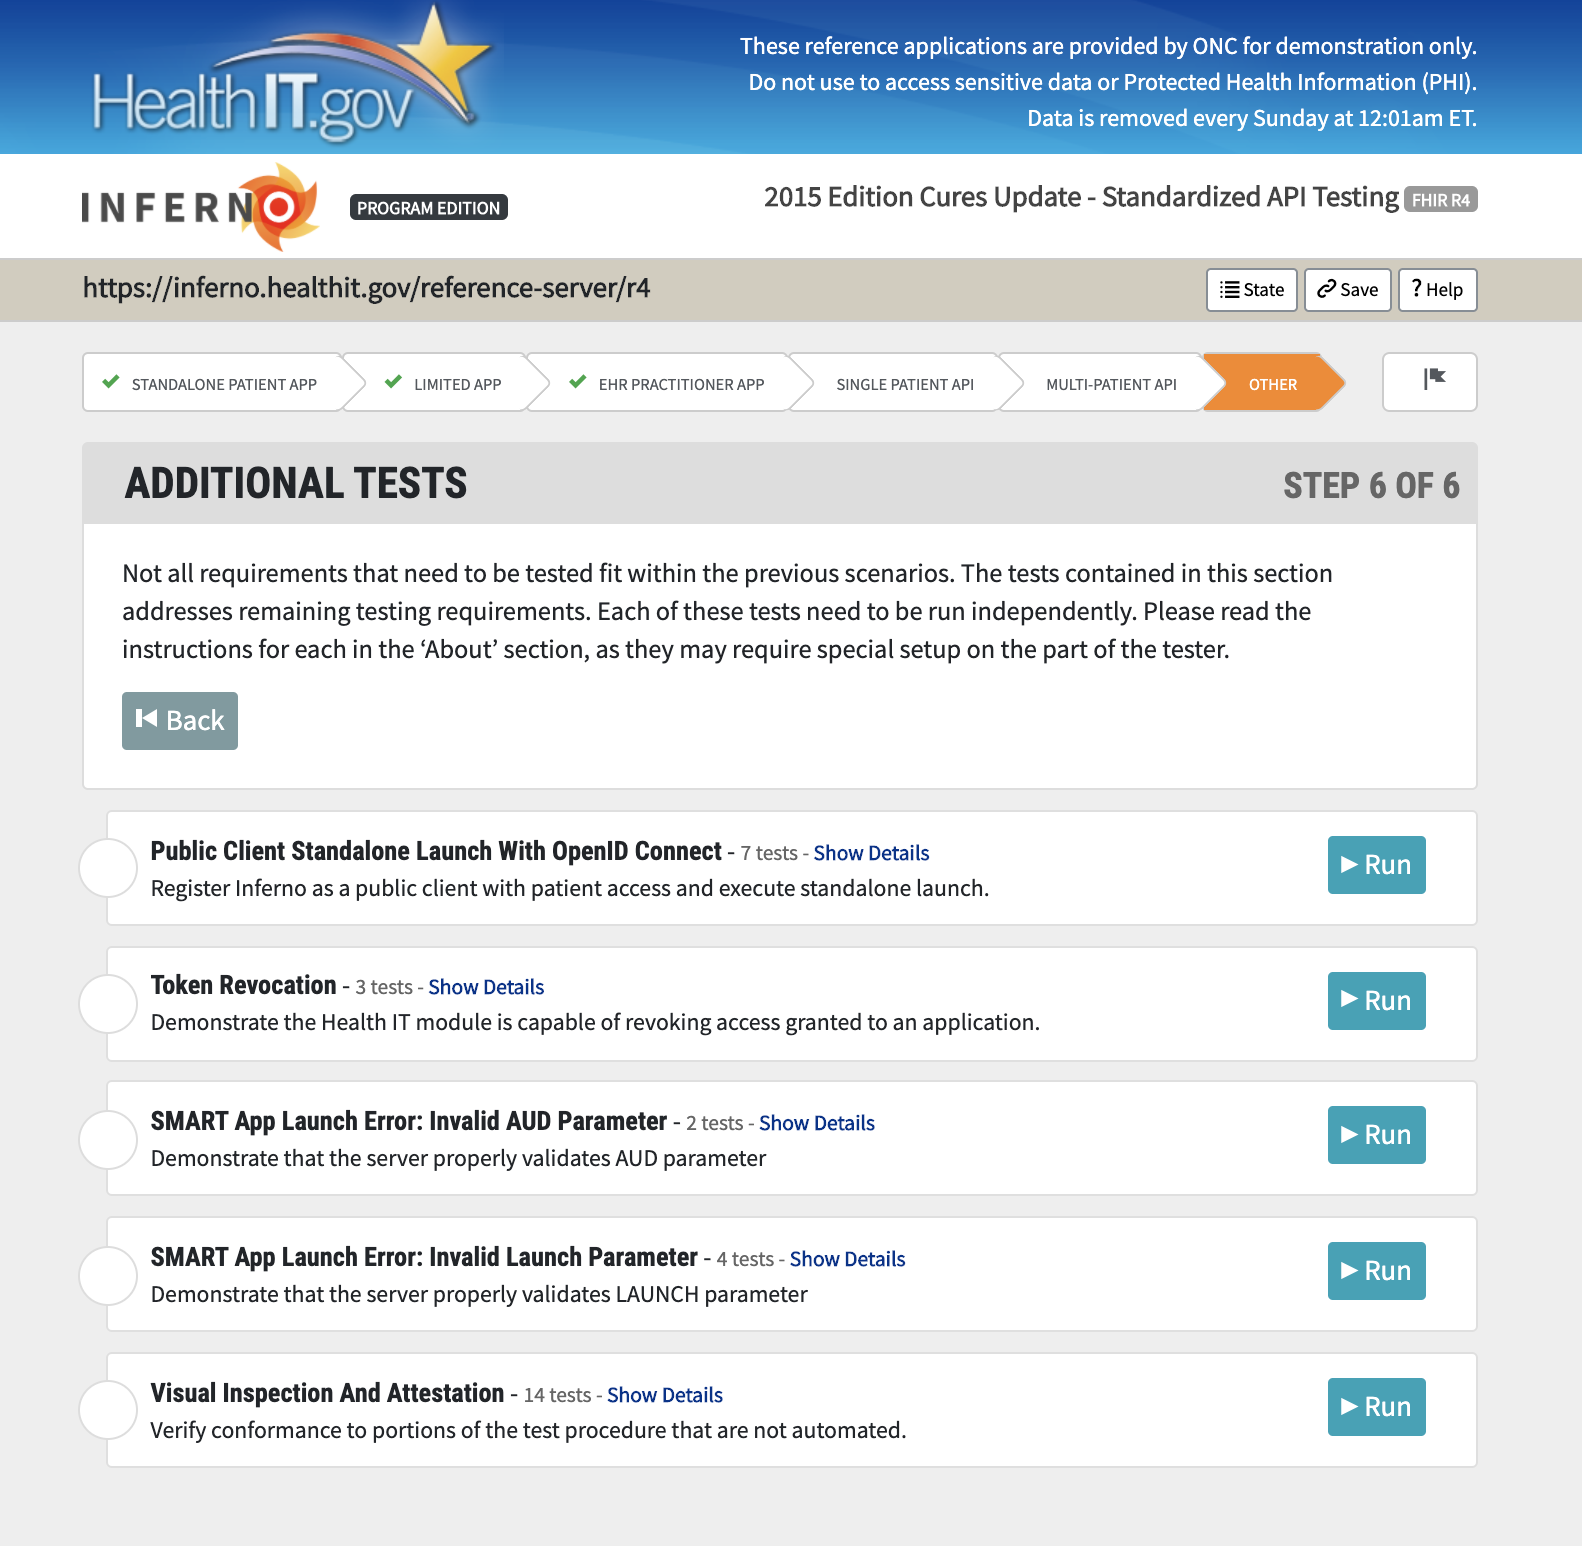 HealthIT.gov
These reference applications are provided by ONC for demonstration only.
Do not use to access sensitive data or Protected Health Information (PHI).
Data is removed every Sunday at 12:01am ET.
INFERNO PROGRAM EDITION
2015 Edition Cures Update - Standardized API Testing FHIR R4
https://inferno.healthit.gov/reference-server/r4
State Save ? Help
STANDALONE PATIENT APP LIMITED APP EHR PRACTITIONER APP SINGLE PATIENT API MULTI-PATIENT API OTHER
ADDITIONAL TESTS STEP 6 OF 6
Not all requirements that need to be tested fit within the previous scenarios. The tests contained in this section
addresses remaining testing requirements. Each of these tests need to be run independently. Please read the
instructions for each in the ‘About’ section, as they may require special setup on the part of the tester.
Back
Public Client Standalone Launch With OpenID Connect - 7 tests - Show Details
Register Inferno as a public client with patient access and execute standalone launch.
Run
Token Revocation - 3 tests - Show Details
Demonstrate the Health IT module is capable of revoking access granted to an application.
Run
SMART App Launch Error: Invalid AUD Parameter - 2 tests - Show Details
Demonstrate that the server properly validates AUD parameter
Run
SMART App Launch Error: Invalid Launch Parameter - 4 tests - Show Details
Demonstrate that the server properly validates LAUNCH parameter
Run
Visual Inspection And Attestation - 14 tests - Show Details
Verify conformance to portions of the test procedure that are not automated.
Run